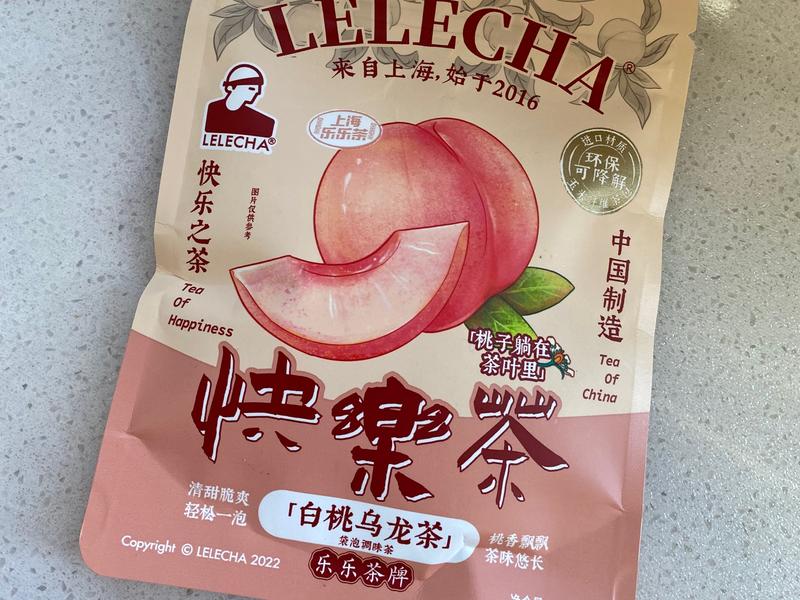 LELECHA®
来自上海,始于2016
LELECHA®
上海
乐乐茶
进口材质
环保
可降解
快乐之茶
图片仅供参考
Tea
Of
Happiness
中国制造
Tea
Of
China
「桃子躺在
茶叶里」
快樂茶
清甜脆爽
轻松一泡
「白桃乌龙茶」
袋泡调味茶
桃香飘飘
茶味悠长
乐乐茶牌
Copyright © LELECHA 2022